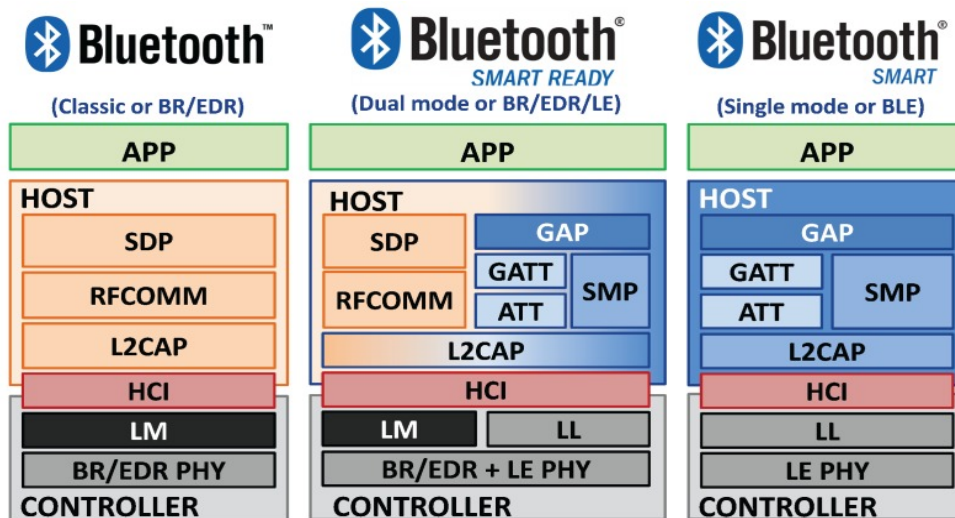 Bluetooth™
(Classic or BR/EDR)
APP
HOST
SDP
RFCOMM
L2CAP
HCI
LM
BR/EDR PHY
CONTROLLER
Bluetooth®
SMART READY
(Dual mode or BR/EDR/LE)
APP
HOST
SDP
GAP
RFCOMM
GATT
ATT
SMP
L2CAP
HCI
LM
LL
BR/EDR + LE PHY
CONTROLLER
Bluetooth®
SMART
(Single mode or BLE)
APP
HOST
GAP
GATT
ATT
SMP
L2CAP
HCI
LL
LE PHY
CONTROLLER